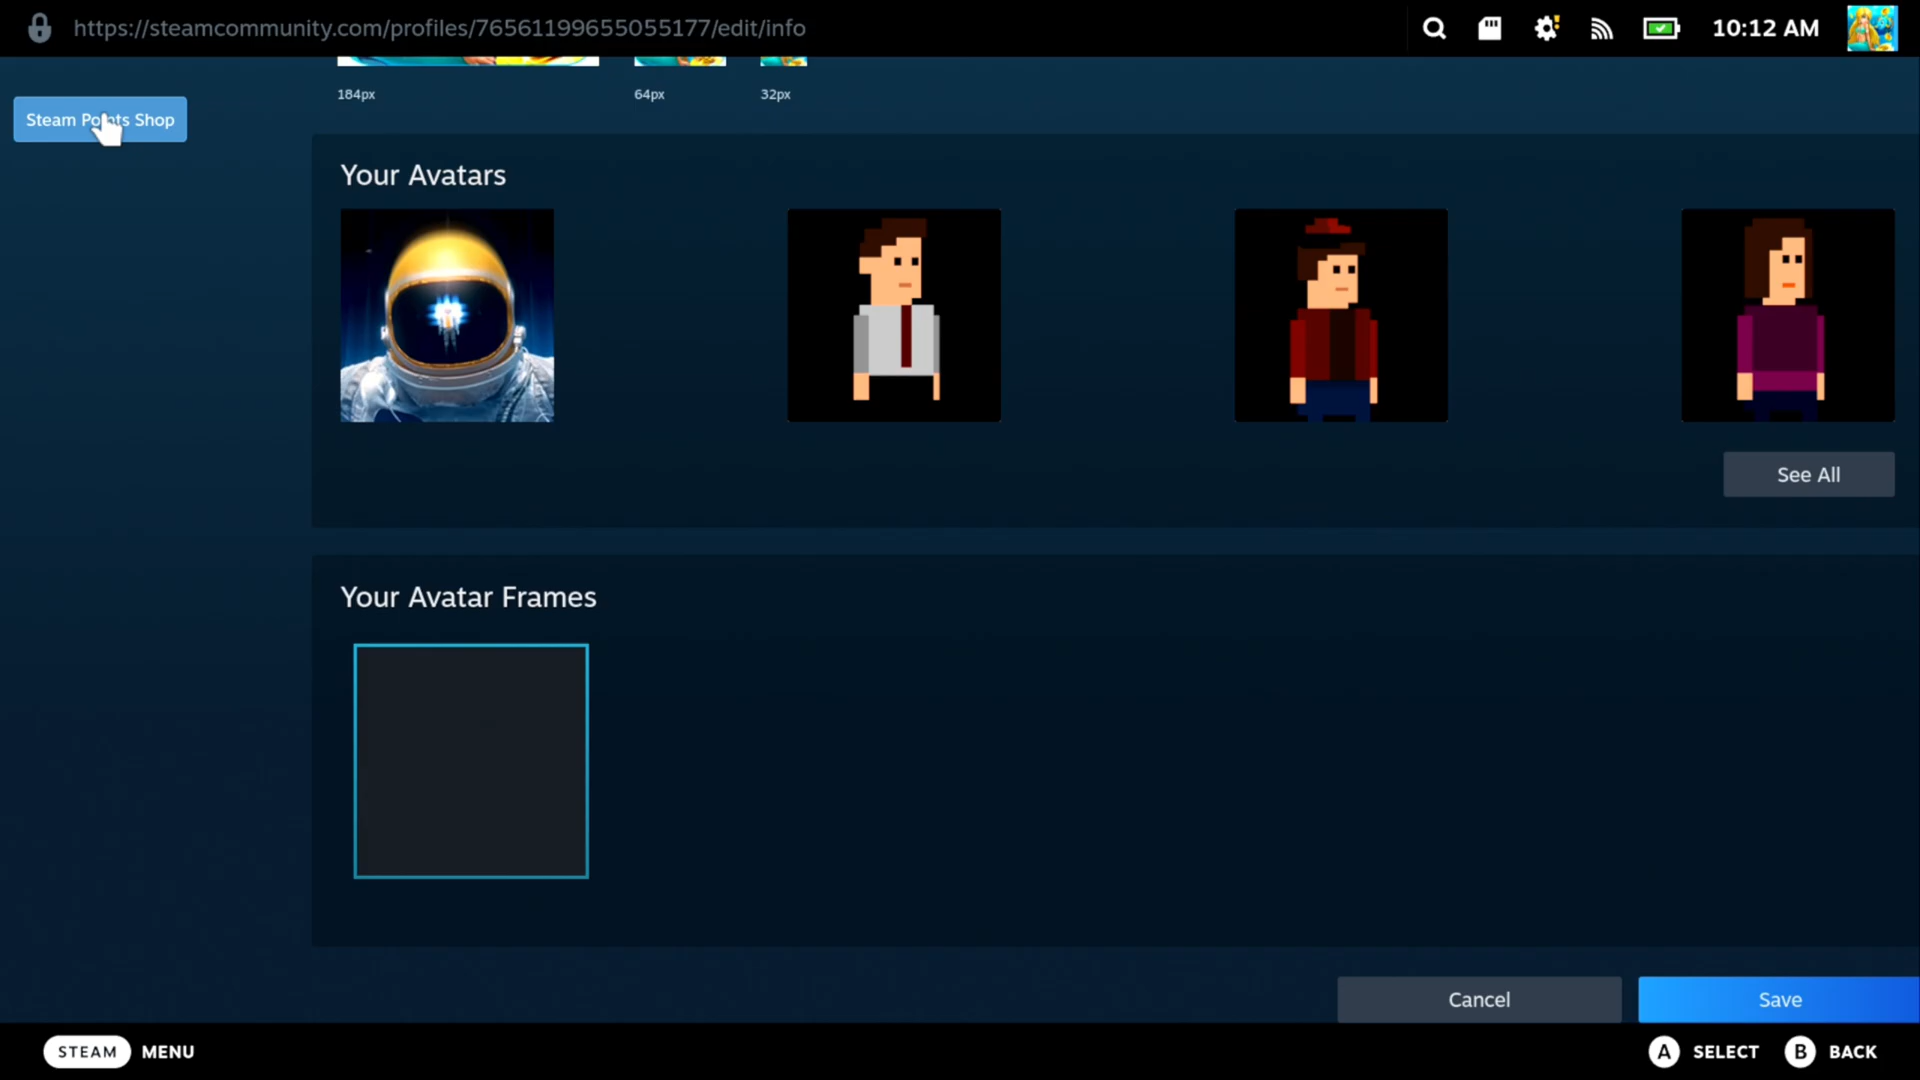 https://steamcommunity.com/profiles/76561199655055177/edit/info
10:12 AM
184px
64px
32px
Steam Points Shop
Your Avatars
See All
Your Avatar Frames
Cancel
Save
STEAM MENU
A SELECT B BACK